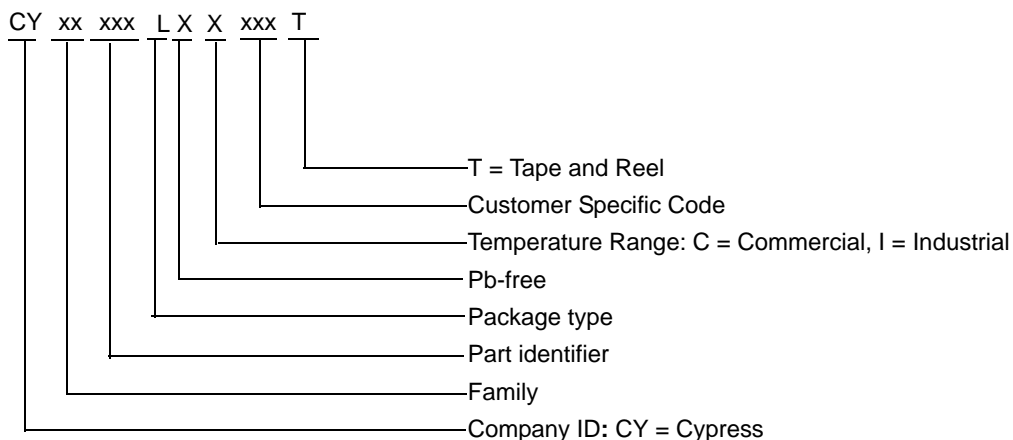 CY xx xxx L X X xxx T
T = Tape and Reel
Customer Specific Code
Temperature Range: C = Commercial, I = Industrial
Pb-free
Package type
Part identifier
Family
Company ID: CY = Cypress